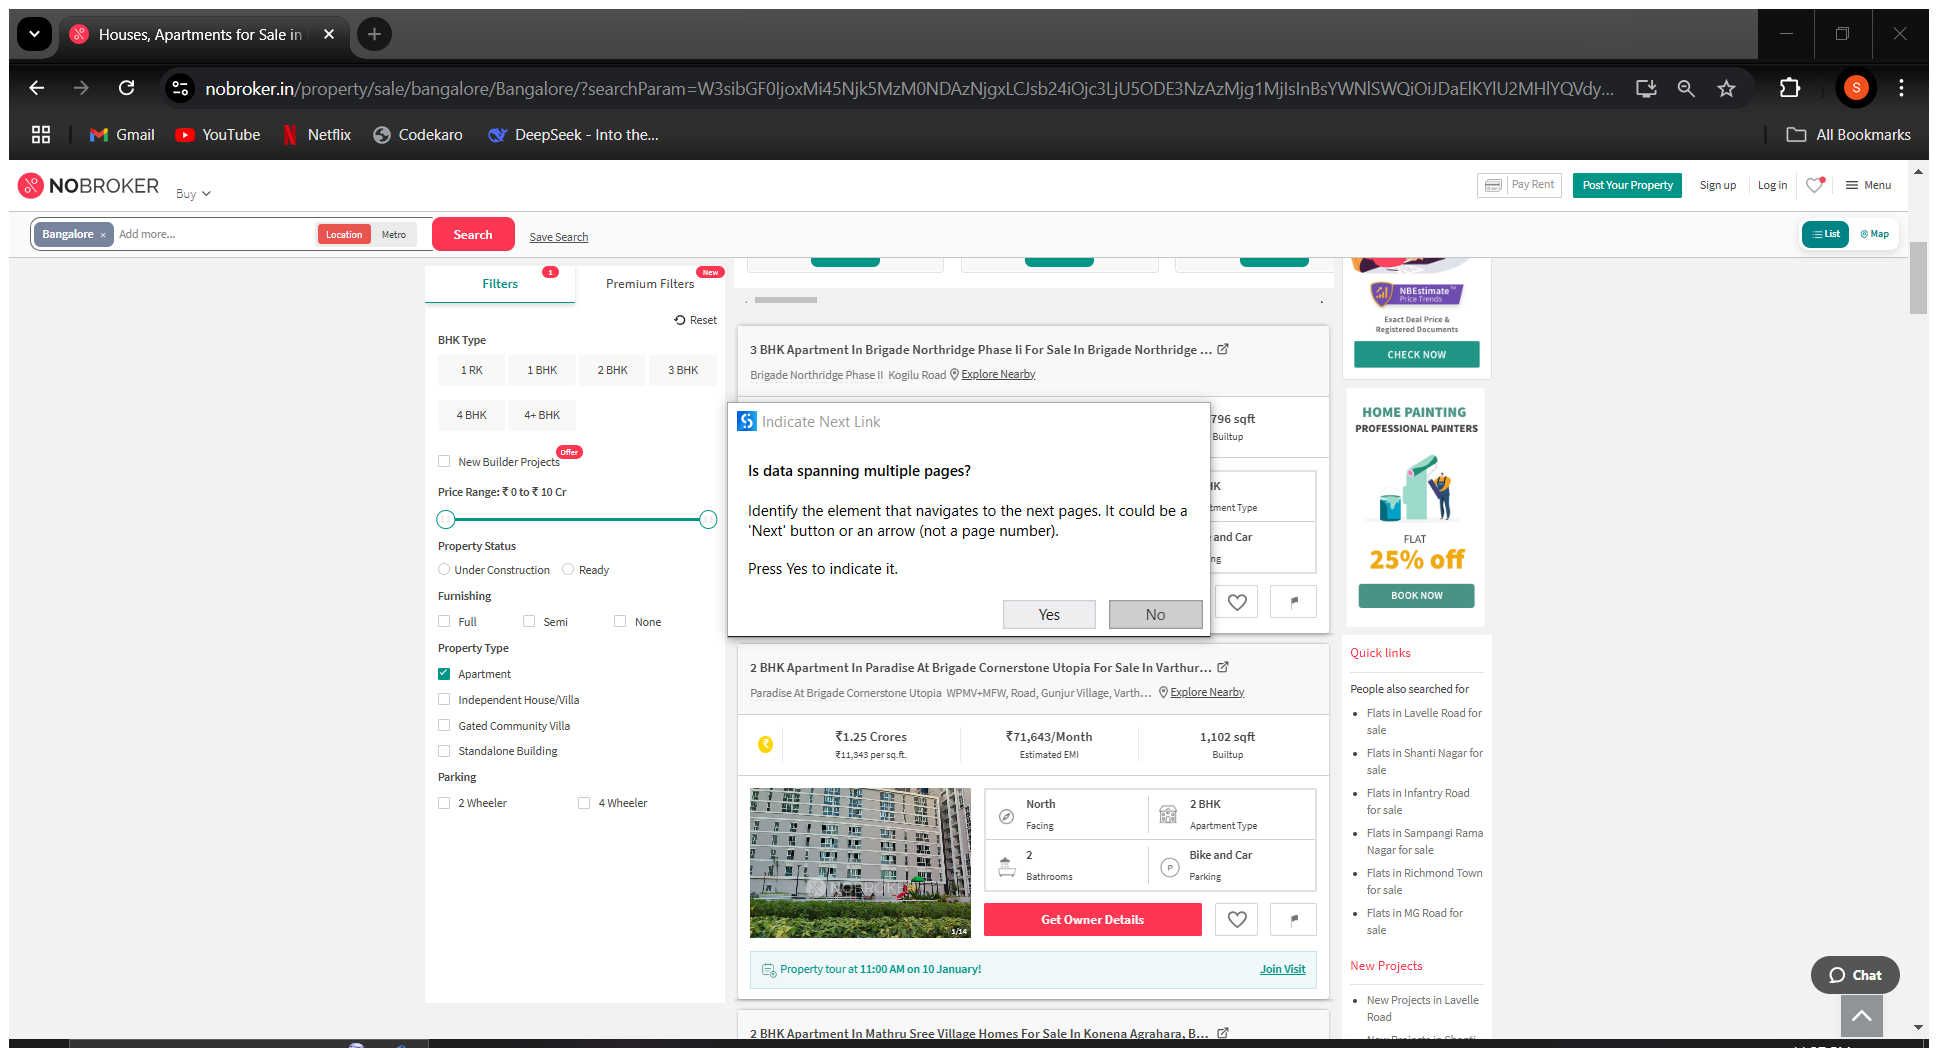 Houses, Apartments for Sale in
nobroker.in/property/sale/bangalore/Bangalore/?searchParam=W3sibGF0IjoxMi45Njk5MzM0NDAzNjgxLCJsb24iOjc3LjU5ODE3NzAzMjg1MjIsInBsYWNlSWQiOiJDaElKYlU2MHlYQVdy...
S
Gmail
YouTube
Netflix
Codekaro
DeepSeek - Into the...
All Bookmarks
NOBROKER
Buy
Pay Rent
Post Your Property
Sign up
Log in
Menu
Bangalore ×
Add more...
Location
Metro
Search
Save Search
List
Map
Filters
1
Premium Filters
New
Reset
BHK Type
1 RK
1 BHK
2 BHK
3 BHK
4 BHK
4+ BHK
New Builder Projects
Offer
Price Range: ₹ 0 to ₹ 10 Cr
Property Status
Under Construction
Ready
Furnishing
Full
Semi
None
Property Type
Apartment
Independent House/Villa
Gated Community Villa
Standalone Building
Parking
2 Wheeler
4 Wheeler
3 BHK Apartment In Brigade Northridge Phase Ii For Sale In Brigade Northridge ...
Brigade Northridge Phase II Kogilu Road Explore Nearby
796 sqft
Builtup
HK
tment Type
and Car
ng
Indicate Next Link
Is data spanning multiple pages?
Identify the element that navigates to the next pages. It could be a
'Next' button or an arrow (not a page number).
Press Yes to indicate it.
Yes
No
2 BHK Apartment In Paradise At Brigade Cornerstone Utopia For Sale In Varthur...
Paradise At Brigade Cornerstone Utopia WPMV+MFW, Road, Gunjur Village, Varth... Explore Nearby
₹1.25 Crores
₹11,343 per sq.ft.
₹71,643/Month
Estimated EMI
1,102 sqft
Builtup
NOBROKER
1/14
North
Facing
2 BHK
Apartment Type
2
Bathrooms
P
Bike and Car
Parking
Get Owner Details
Property tour at 11:00 AM on 10 January!
Join Visit
2 BHK Apartment In Mathru Sree Village Homes For Sale In Konena Agrahara, B...
NBEstimate™
Price Trends
Exact Deal Price &
Registered Documents
CHECK NOW
HOME PAINTING
PROFESSIONAL PAINTERS
FLAT
25% off
BOOK NOW
Quick links
People also searched for
Flats in Lavelle Road for
sale
Flats in Shanti Nagar for
sale
Flats in Infantry Road
for sale
Flats in Sampangi Rama
Nagar for sale
Flats in Richmond Town
for sale
Flats in MG Road for
sale
New Projects
New Projects in Lavelle
Road
Chat